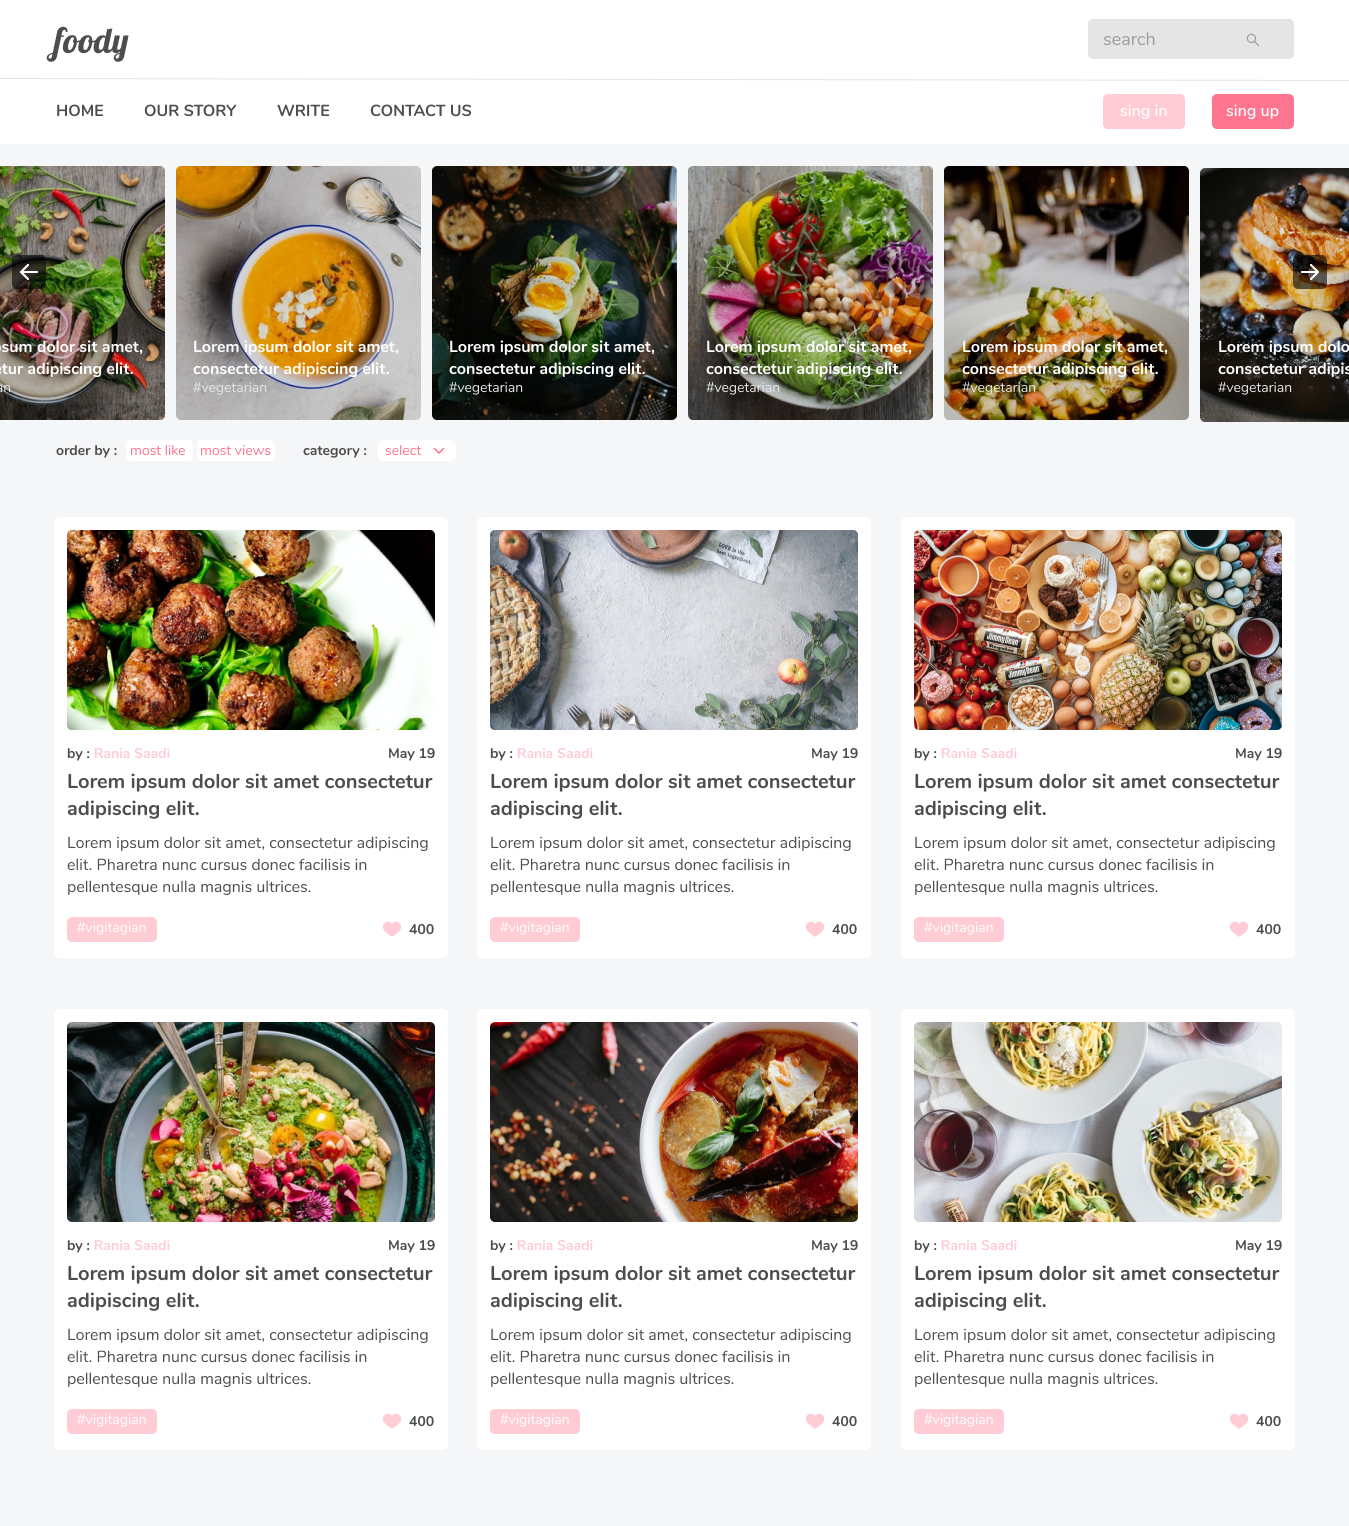 foody
search
HOME OUR STORY WRITE CONTACT US
sing in sing up
sum dolor sit amet,
tur adipiscing elit.
Lorem ipsum dolor sit amet,
consectetur adipiscing elit.
#vegetarian
Lorem ipsum dolor sit amet,
consectetur adipiscing elit.
#vegetarian
Lorem ipsum dolor sit amet,
consectetur adipiscing elit.
#vegetarian
Lorem ipsum dolor sit amet,
consectetur adipiscing elit.
#vegetarian
Lorem ipsum dolo
consectetur adipis
#vegetarian
order by : most like most views category : select
LOVE is the
best ingredient.
Jimmy Dean
Jimmy Dean
by : Rania Saadi May 19
Lorem ipsum dolor sit amet consectetur
adipiscing elit.
Lorem ipsum dolor sit amet, consectetur adipiscing
elit. Pharetra nunc cursus donec facilisis in
pellentesque nulla magnis ultrices.
#vigitagian 400
by : Rania Saadi May 19
Lorem ipsum dolor sit amet consectetur
adipiscing elit.
Lorem ipsum dolor sit amet, consectetur adipiscing
elit. Pharetra nunc cursus donec facilisis in
pellentesque nulla magnis ultrices.
#vigitagian 400
by : Rania Saadi May 19
Lorem ipsum dolor sit amet consectetur
adipiscing elit.
Lorem ipsum dolor sit amet, consectetur adipiscing
elit. Pharetra nunc cursus donec facilisis in
pellentesque nulla magnis ultrices.
#vigitagian 400
by : Rania Saadi May 19
Lorem ipsum dolor sit amet consectetur
adipiscing elit.
Lorem ipsum dolor sit amet, consectetur adipiscing
elit. Pharetra nunc cursus donec facilisis in
pellentesque nulla magnis ultrices.
#vigitagian 400
by : Rania Saadi May 19
Lorem ipsum dolor sit amet consectetur
adipiscing elit.
Lorem ipsum dolor sit amet, consectetur adipiscing
elit. Pharetra nunc cursus donec facilisis in
pellentesque nulla magnis ultrices.
#vigitagian 400
by : Rania Saadi May 19
Lorem ipsum dolor sit amet consectetur
adipiscing elit.
Lorem ipsum dolor sit amet, consectetur adipiscing
elit. Pharetra nunc cursus donec facilisis in
pellentesque nulla magnis ultrices.
#vigitagian 400